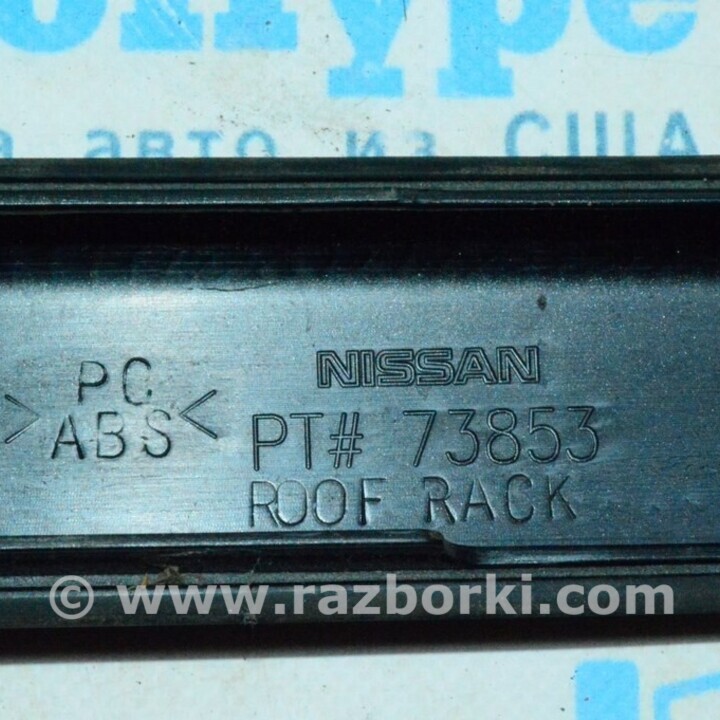 а авто из США
NISSAN
>PC ABS<
PT# 73853
ROOF RACK
© www.razborki.com